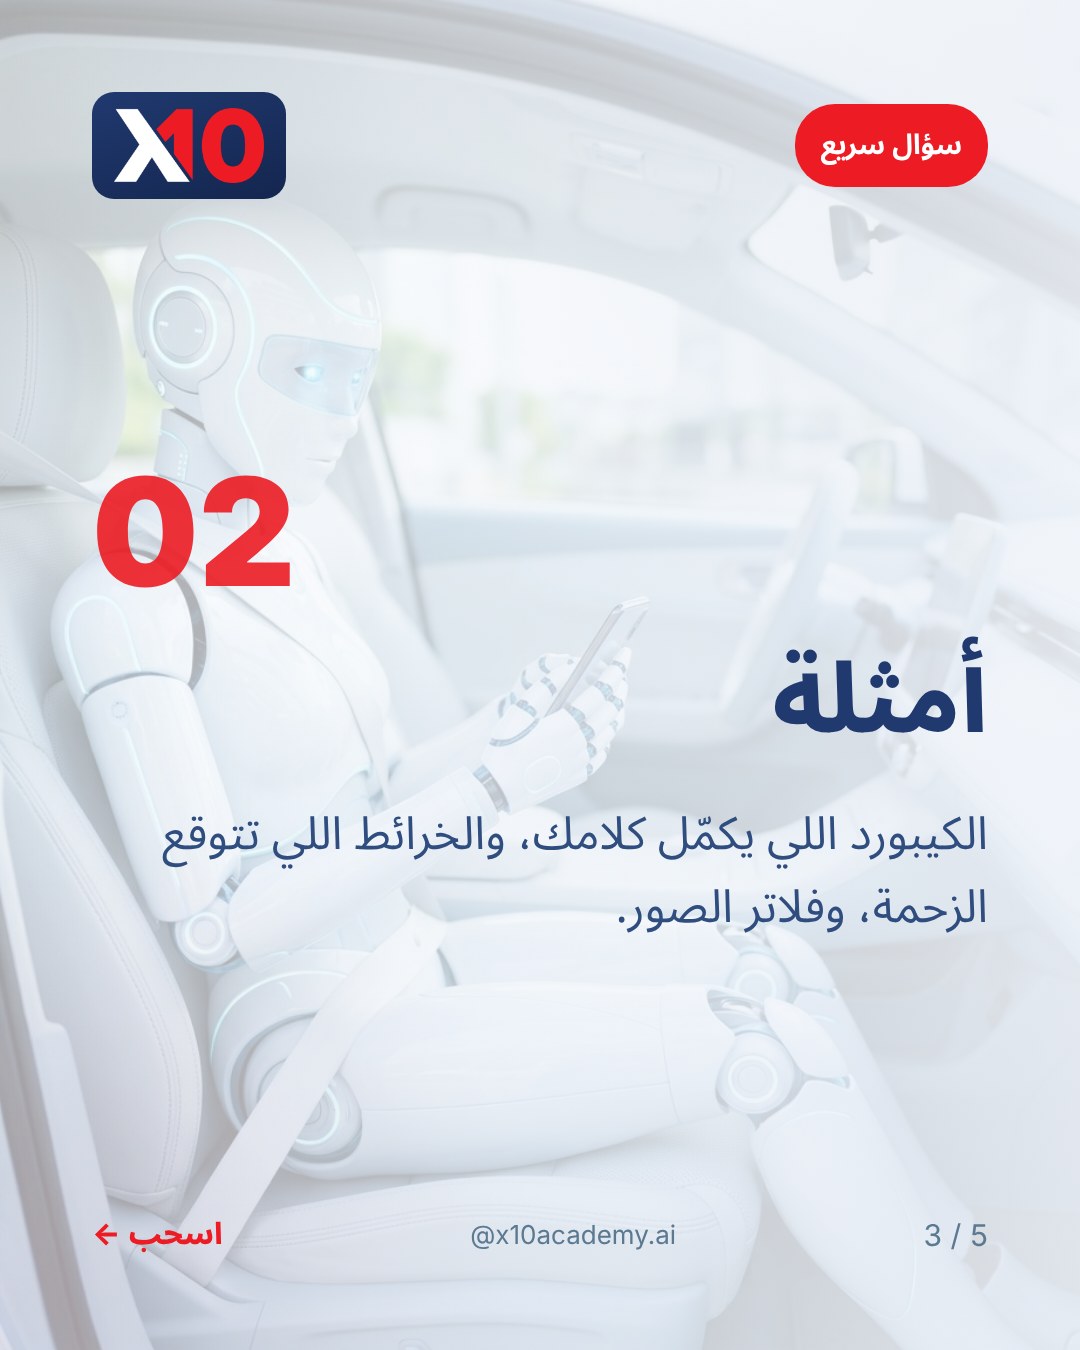 X10
سؤال سريع
02
أمثلة
الكيبورد اللي يكمّل كلامك، والخرائط اللي تتوقع
الزحمة، وفلاتر الصور.
اسحب ←
@x10academy.ai
3 / 5